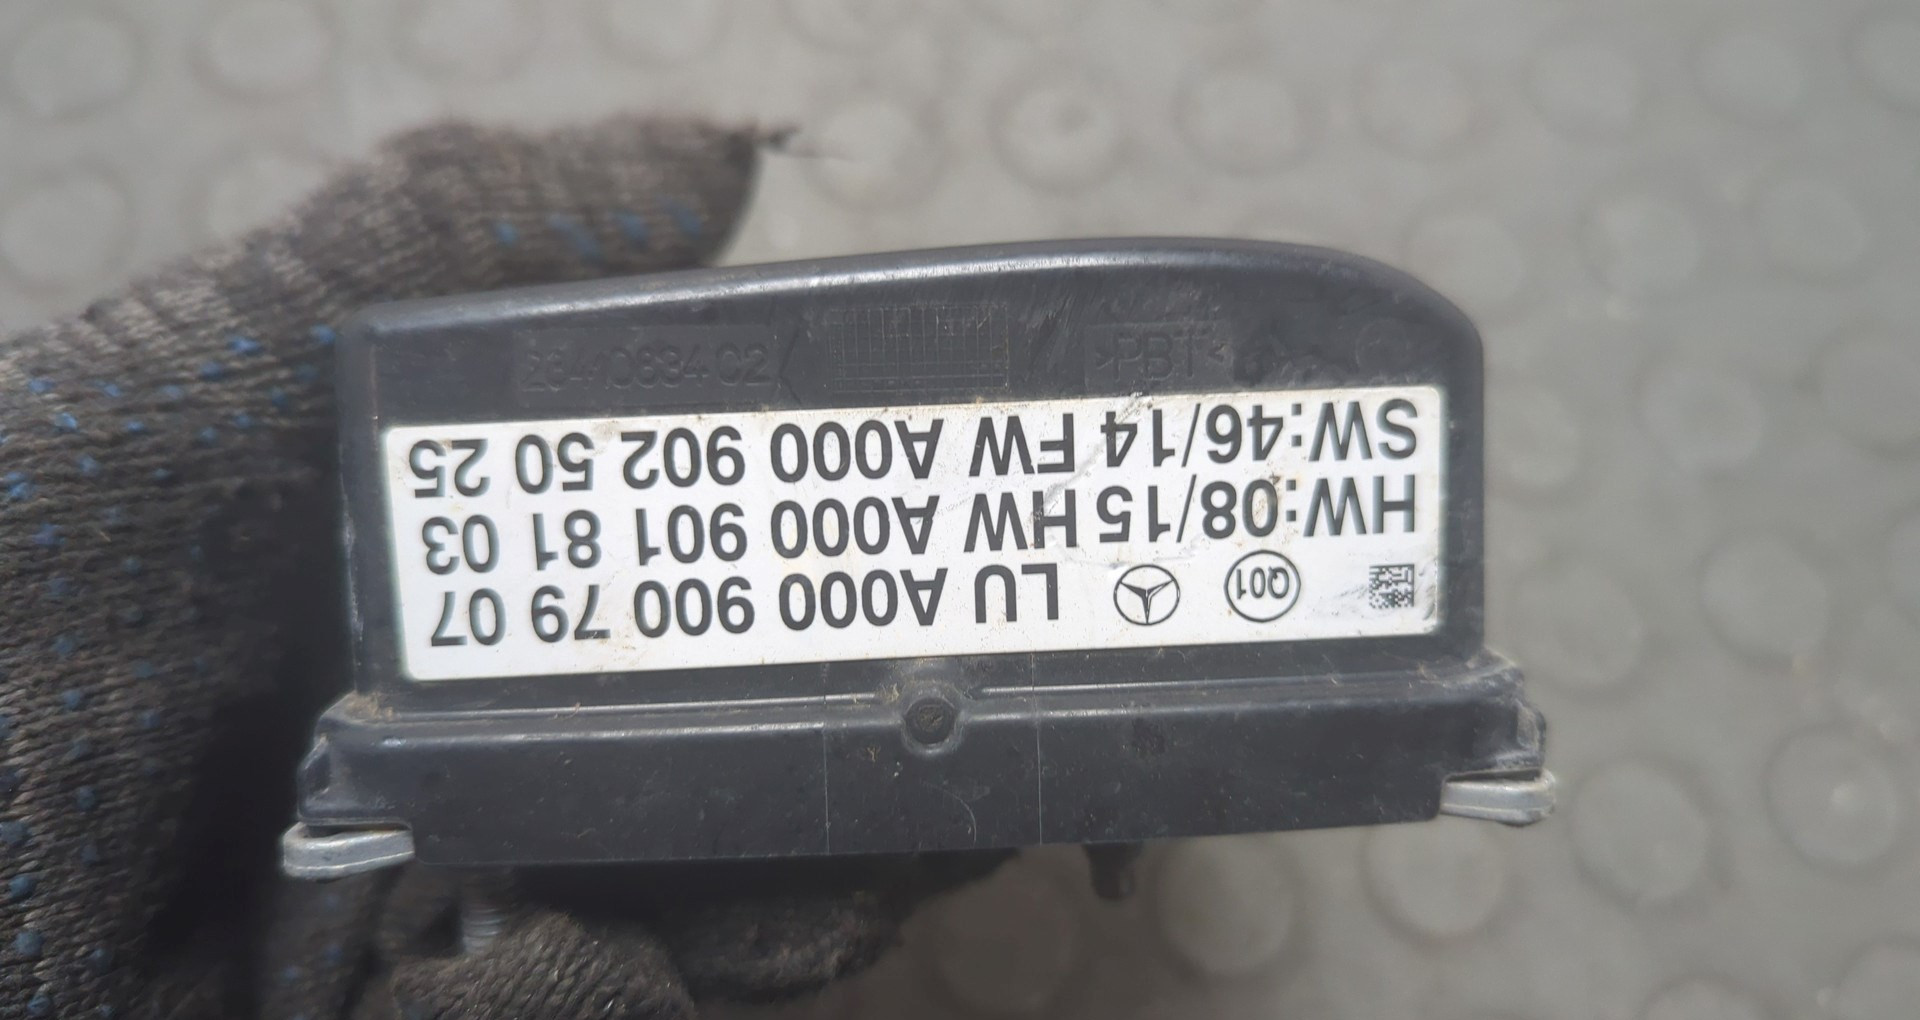 Q01 LU A000 900 79 07
HW:08/15 HW A000 901 81 03
SW:46/14 FW A000 902 50 25
>PBT<